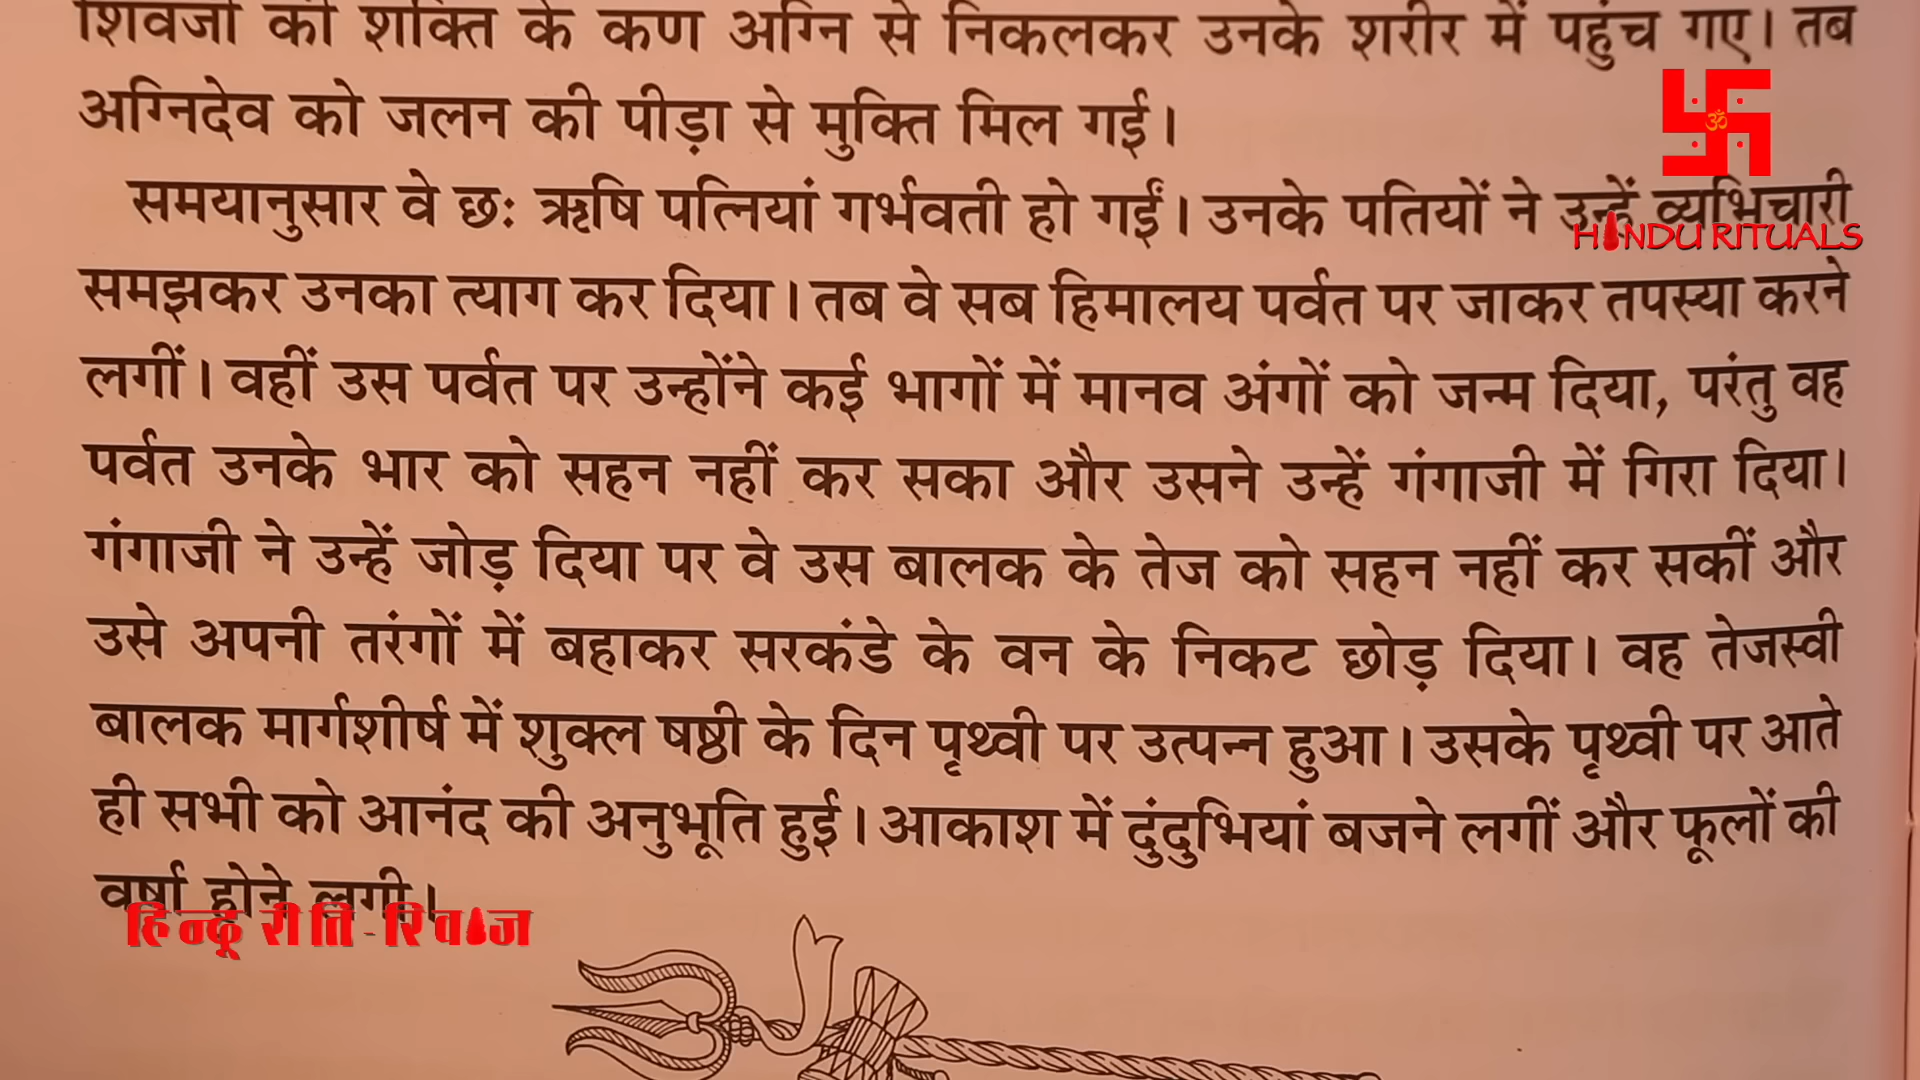 शिवजी की शक्ति के कण अग्नि से निकलकर उनके शरीर में पहुंच गए। तब
अग्निदेव को जलन की पीड़ा से मुक्ति मिल गई।
समयानुसार वे छः ऋषि पत्नियां गर्भवती हो गईं। उनके पतियों ने उन्हें व्यभिचारी
HINDU RITUALS
समझकर उनका त्याग कर दिया। तब वे सब हिमालय पर्वत पर जाकर तपस्या करने
लगीं। वहीं उस पर्वत पर उन्होंने कई भागों में मानव अंगों को जन्म दिया, परंतु वह
पर्वत उनके भार को सहन नहीं कर सका और उसने उन्हें गंगाजी में गिरा दिया।
गंगाजी ने उन्हें जोड़ दिया पर वे उस बालक के तेज को सहन नहीं कर सकीं और
उसे अपनी तरंगों में बहाकर सरकंडे के वन के निकट छोड़ दिया। वह तेजस्वी
बालक मार्गशीर्ष में शुक्ल षष्ठी के दिन पृथ्वी पर उत्पन्न हुआ। उसके पृथ्वी पर आते
ही सभी को आनंद की अनुभूति हुई। आकाश में दुंदुभियां बजने लगीं और फूलों की
वर्षा होने लगी।
हिन्दू रीति-रिवाज
ॐ